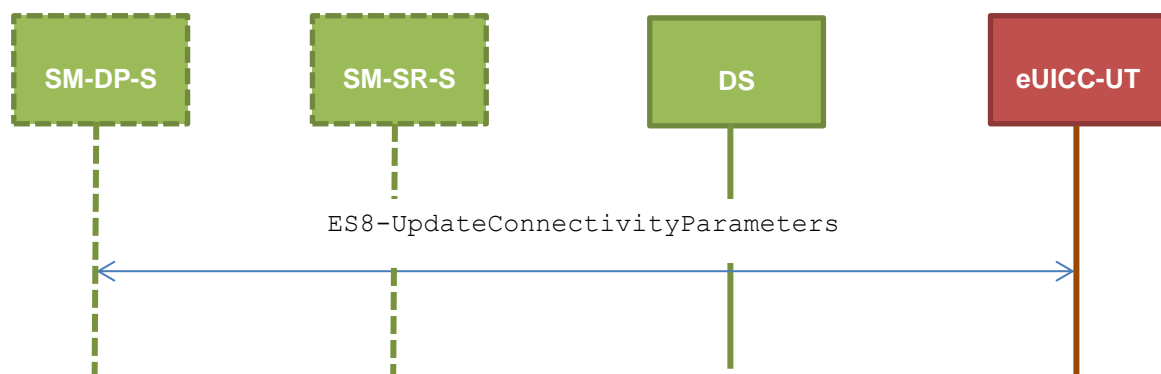 SM-DP-S
SM-SR-S
DS
eUICC-UT
ES8-UpdateConnectivityParameters